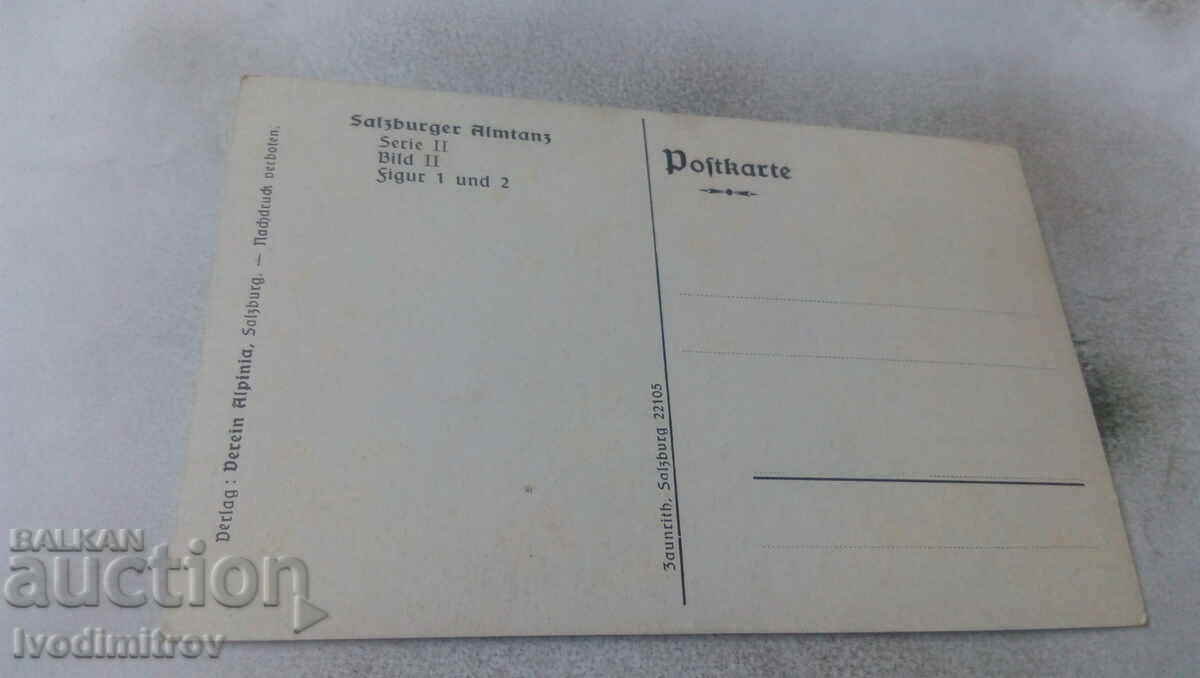 Salzburger Almtanz
Serie II
Bild II
Figur 1 und 2
Postkarte
Verlag: Verein Alpinia, Salzburg. — Nachdruck verboten.
Zaunrith, Salzburg 22105
BALKAN
auction
Ivodimitrov